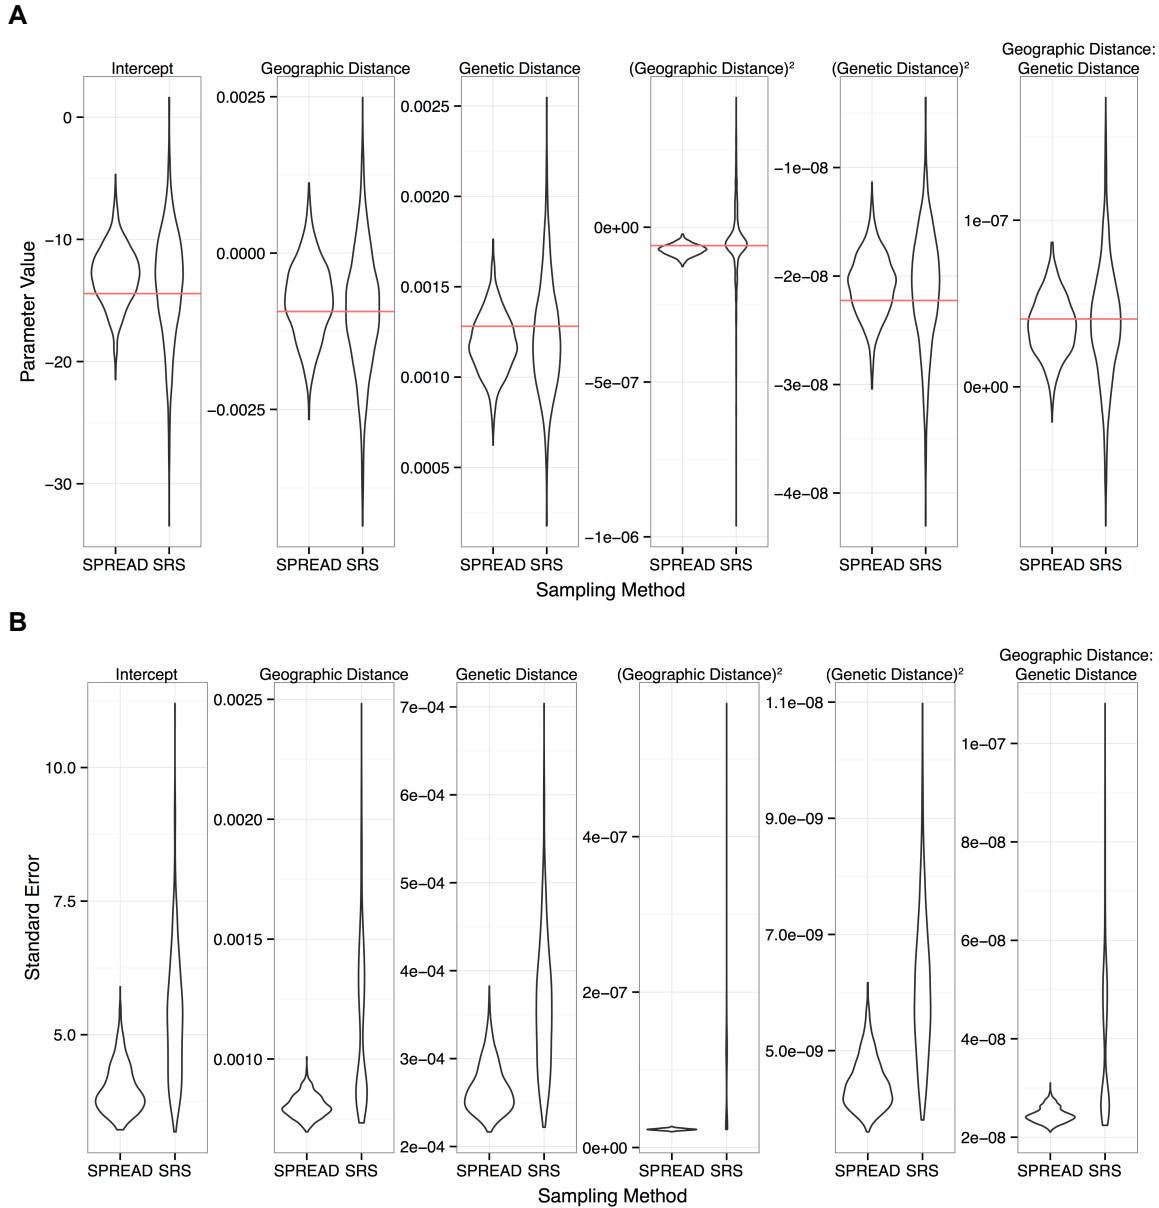 A
Intercept
Geographic Distance
Genetic Distance
(Geographic Distance)²
(Genetic Distance)²
Geographic Distance:
Genetic Distance
Parameter Value
0
−10
−20
−30
0.0025
0.0000
−0.0025
0.0025
0.0020
0.0015
0.0010
0.0005
0e+00
−5e−07
−1e−06
−1e−08
−2e−08
−3e−08
−4e−08
1e−07
0e+00
SPREAD SRS
SPREAD SRS
SPREAD SRS
SPREAD SRS
SPREAD SRS
SPREAD SRS
Sampling Method
B
Intercept
Geographic Distance
Genetic Distance
(Geographic Distance)²
(Genetic Distance)²
Geographic Distance:
Genetic Distance
Standard Error
10.0
7.5
5.0
0.0025
0.0020
0.0015
0.0010
7e−04
6e−04
5e−04
4e−04
3e−04
2e−04
4e−07
2e−07
0e+00
1.1e−08
9.0e−09
7.0e−09
5.0e−09
1e−07
8e−08
6e−08
4e−08
2e−08
SPREAD SRS
SPREAD SRS
SPREAD SRS
SPREAD SRS
SPREAD SRS
SPREAD SRS
Sampling Method